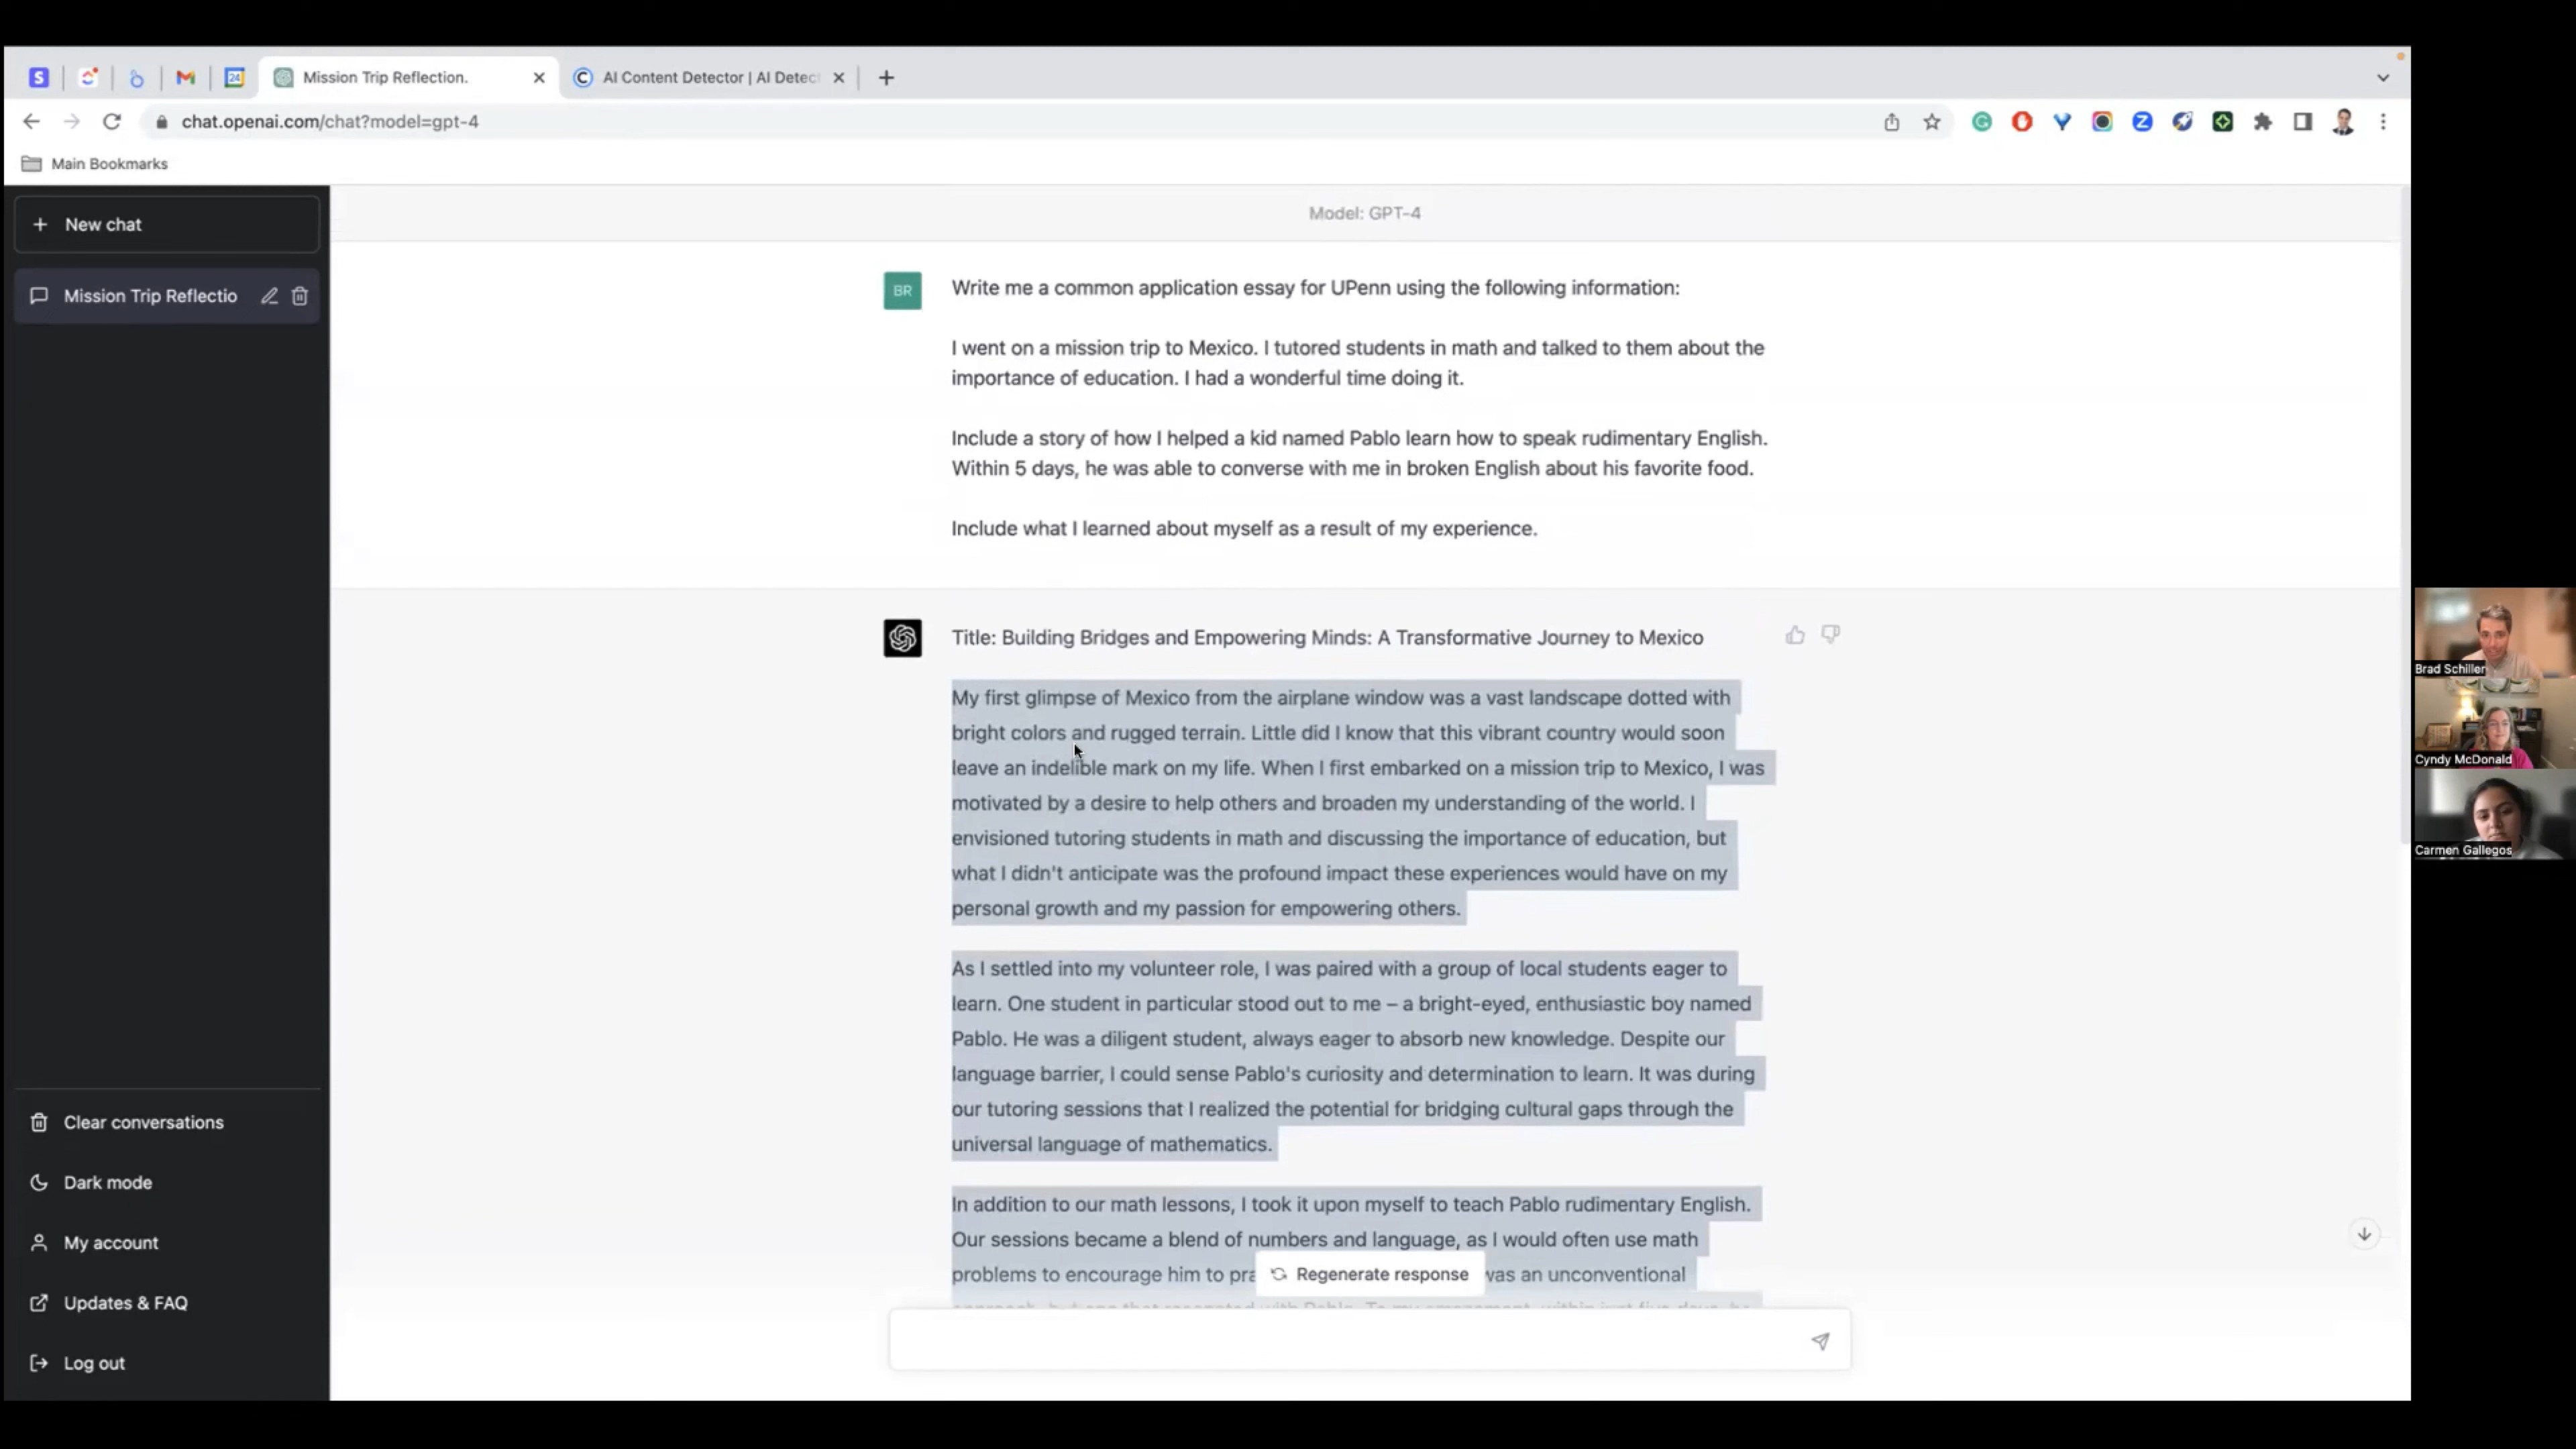 S
24
Mission Trip Reflection.
AI Content Detector | AI Detec
chat.openai.com/chat?model=gpt-4
Main Bookmarks
New chat
Mission Trip Reflectio
Clear conversations
Dark mode
My account
Updates & FAQ
Log out
Model: GPT-4
BR
Write me a common application essay for UPenn using the following information:
I went on a mission trip to Mexico. I tutored students in math and talked to them about the
importance of education. I had a wonderful time doing it.
Include a story of how I helped a kid named Pablo learn how to speak rudimentary English.
Within 5 days, he was able to converse with me in broken English about his favorite food.
Include what I learned about myself as a result of my experience.
Title: Building Bridges and Empowering Minds: A Transformative Journey to Mexico
My first glimpse of Mexico from the airplane window was a vast landscape dotted with
bright colors and rugged terrain. Little did I know that this vibrant country would soon
leave an indelible mark on my life. When I first embarked on a mission trip to Mexico, I was
motivated by a desire to help others and broaden my understanding of the world. I
envisioned tutoring students in math and discussing the importance of education, but
what I didn't anticipate was the profound impact these experiences would have on my
personal growth and my passion for empowering others.
As I settled into my volunteer role, I was paired with a group of local students eager to
learn. One student in particular stood out to me – a bright-eyed, enthusiastic boy named
Pablo. He was a diligent student, always eager to absorb new knowledge. Despite our
language barrier, I could sense Pablo's curiosity and determination to learn. It was during
our tutoring sessions that I realized the potential for bridging cultural gaps through the
universal language of mathematics.
In addition to our math lessons, I took it upon myself to teach Pablo rudimentary English.
Our sessions became a blend of numbers and language, as I would often use math
problems to encourage him to pra
was an unconventional
Regenerate response
Brad Schiller
Cyndy McDonald
Carmen Gallegos